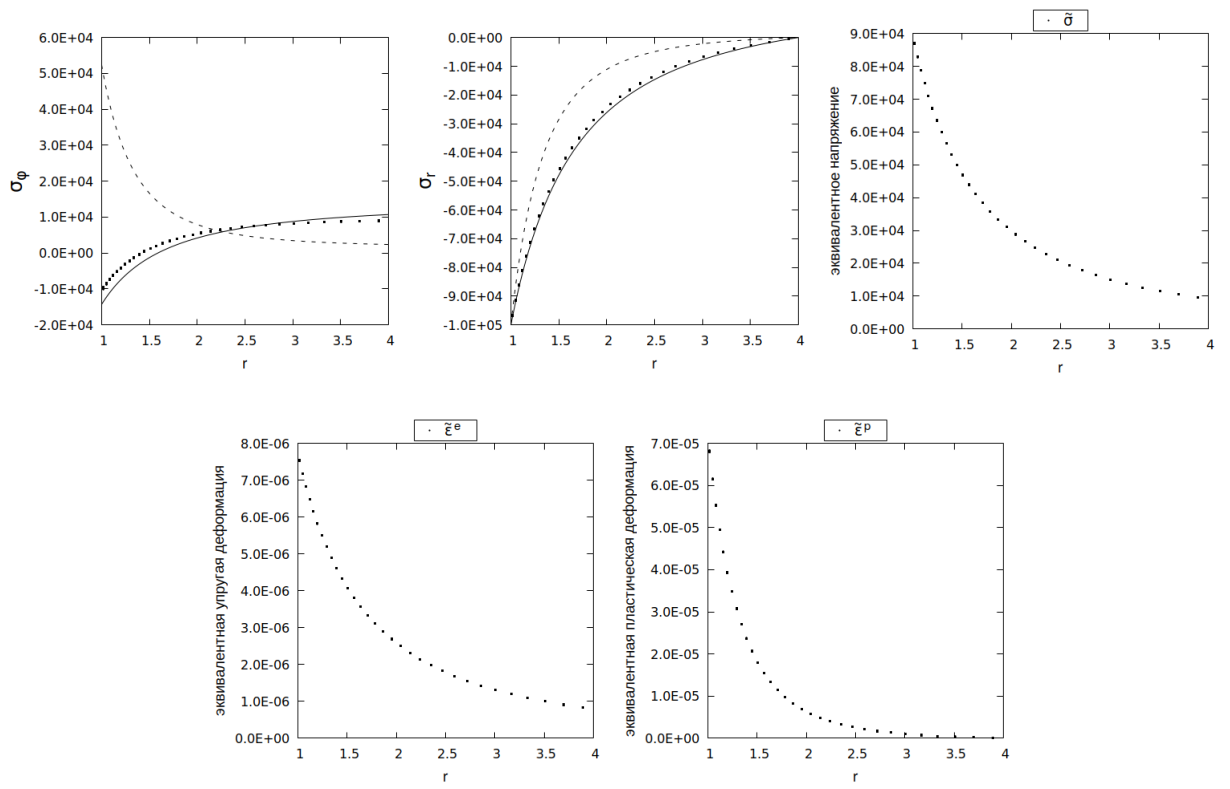 σφ
6.0E+04
5.0E+04
4.0E+04
3.0E+04
2.0E+04
1.0E+04
0.0E+00
-1.0E+04
-2.0E+04
1 1.5 2 2.5 3 3.5 4
r
σr
0.0E+00
-1.0E+04
-2.0E+04
-3.0E+04
-4.0E+04
-5.0E+04
-6.0E+04
-7.0E+04
-8.0E+04
-9.0E+04
-1.0E+05
1 1.5 2 2.5 3 3.5 4
r
σ̃
эквивалентное напряжение
9.0E+04
8.0E+04
7.0E+04
6.0E+04
5.0E+04
4.0E+04
3.0E+04
2.0E+04
1.0E+04
0.0E+00
1 1.5 2 2.5 3 3.5 4
r
ε̃ e
эквивалентная упругая деформация
8.0E-06
7.0E-06
6.0E-06
5.0E-06
4.0E-06
3.0E-06
2.0E-06
1.0E-06
0.0E+00
1 1.5 2 2.5 3 3.5 4
r
ε̃ p
эквивалентная пластическая деформация
7.0E-05
6.0E-05
5.0E-05
4.0E-05
3.0E-05
2.0E-05
1.0E-05
0.0E+00
1 1.5 2 2.5 3 3.5 4
r